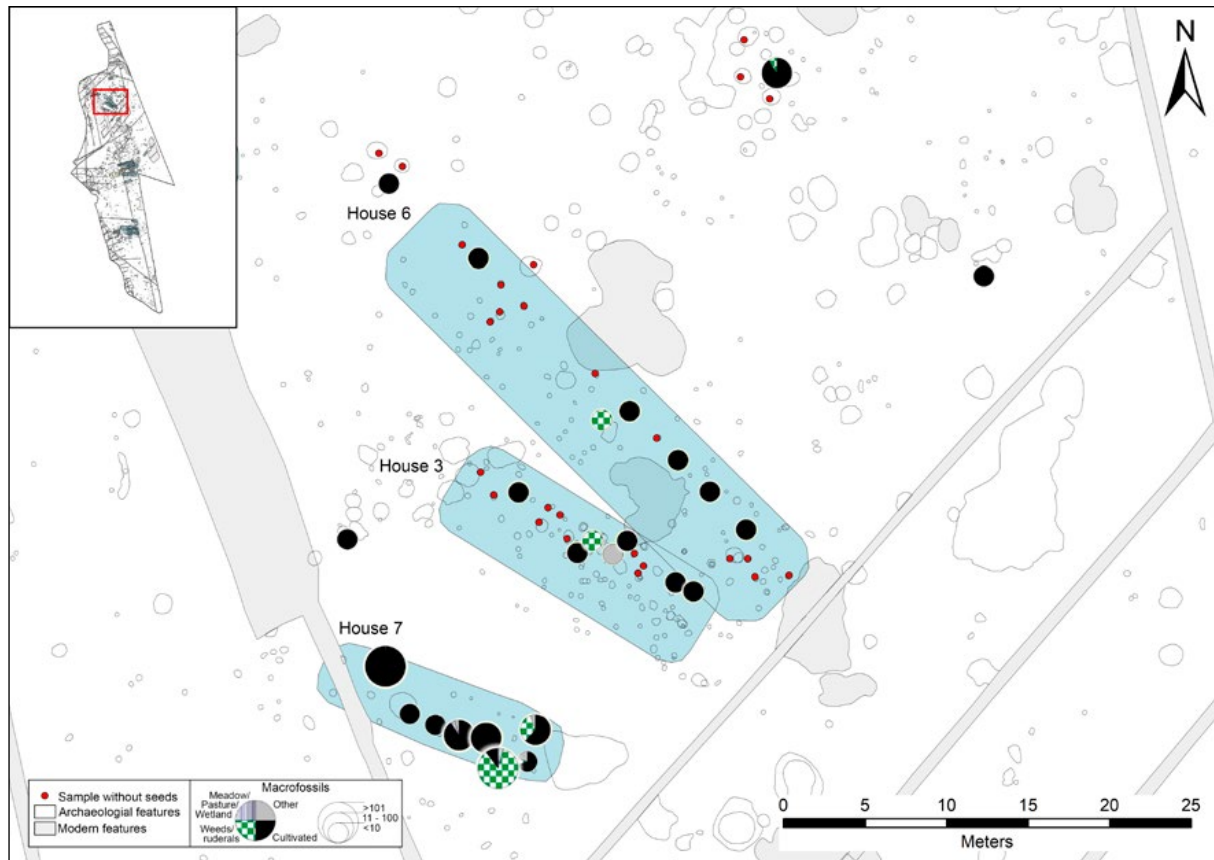 N
House 6
House 3
House 7
Sample without seeds
Archaeologial features
Modern features
Macrofossils
Meadow/
Pasture/
Wetland
Other
Weeds/
ruderals
Cultivated
>101
11 - 100
<10
0 5 10 15 20 25
Meters